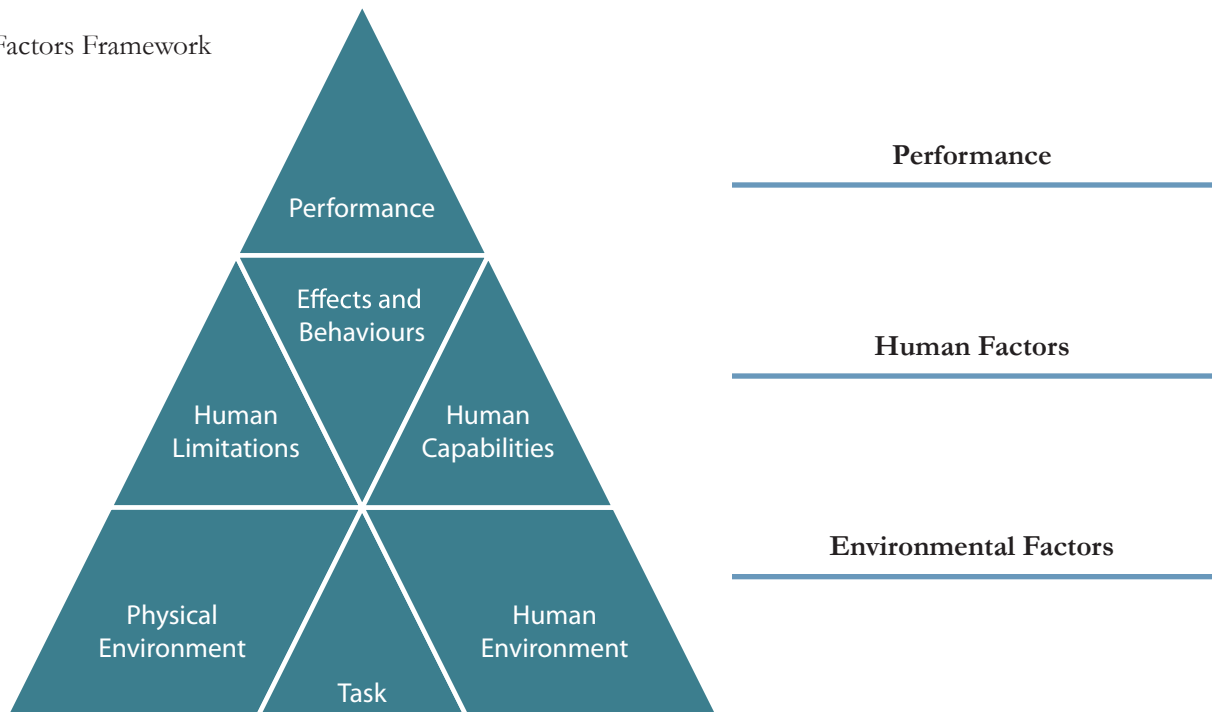 Factors Framework
Performance
Performance
Effects and
Behaviours
Human Factors
Human
Limitations
Human
Capabilities
Environmental Factors
Physical
Environment
Human
Environment
Task